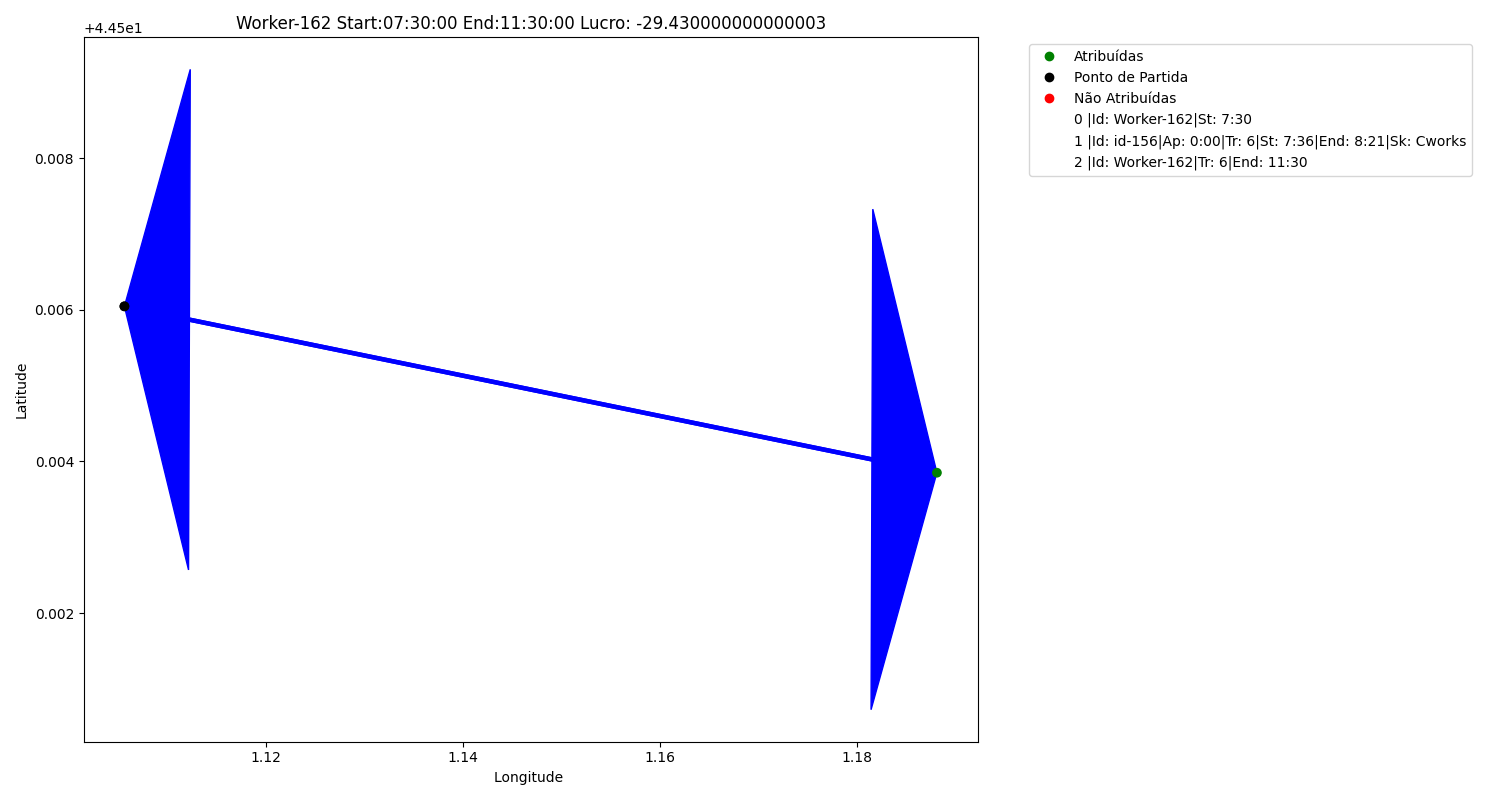 Worker-162 Start:07:30:00 End:11:30:00 Lucro: -29.430000000000003
+4.45e1
0.008
0.006
0.004
0.002
Latitude
1.12 1.14 1.16 1.18
Longitude
Atribuídas
Ponto de Partida
Não Atribuídas
0 |Id: Worker-162|St: 7:30
1 |Id: id-156|Ap: 0:00|Tr: 6|St: 7:36|End: 8:21|Sk: Cworks
2 |Id: Worker-162|Tr: 6|End: 11:30